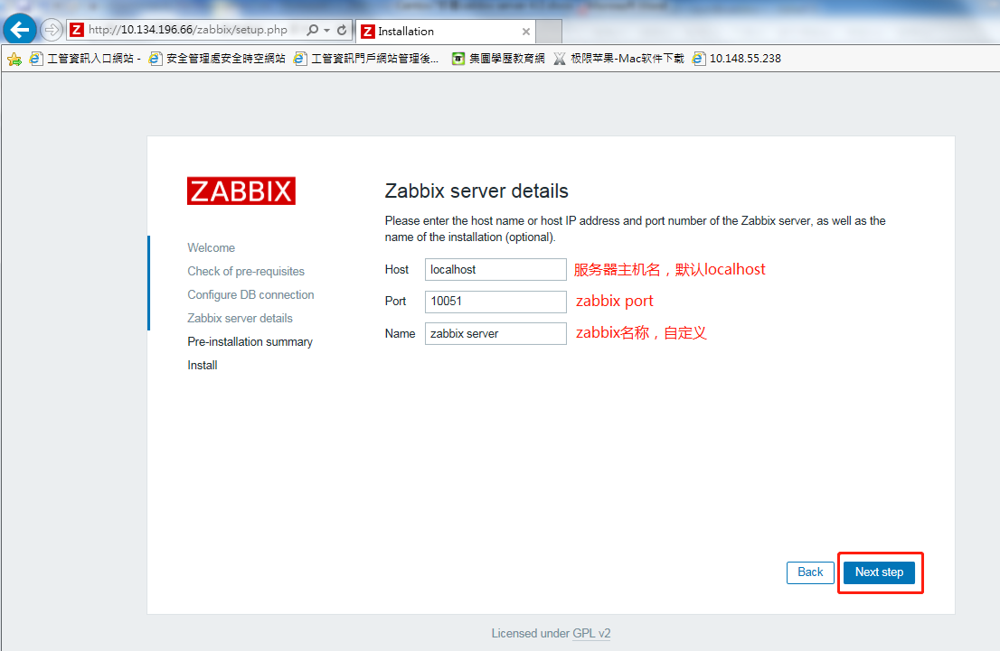 http://10.134.196.66/zabbix/setup.php
Installation
工管資訊入口網站 -
安全管理處安全時空網站
工管資訊門戶網站管理後...
集團學歷教育網
极限苹果-Mac软件下载
10.148.55.238
ZABBIX
Welcome
Check of pre-requisites
Configure DB connection
Zabbix server details
Pre-installation summary
Install
Zabbix server details
Please enter the host name or host IP address and port number of the Zabbix server, as well as the
name of the installation (optional).
Host localhost 服务器主机名，默认localhost
Port 10051 zabbix port
Name zabbix server zabbix名称，自定义
Back Next step
Licensed under GPL v2